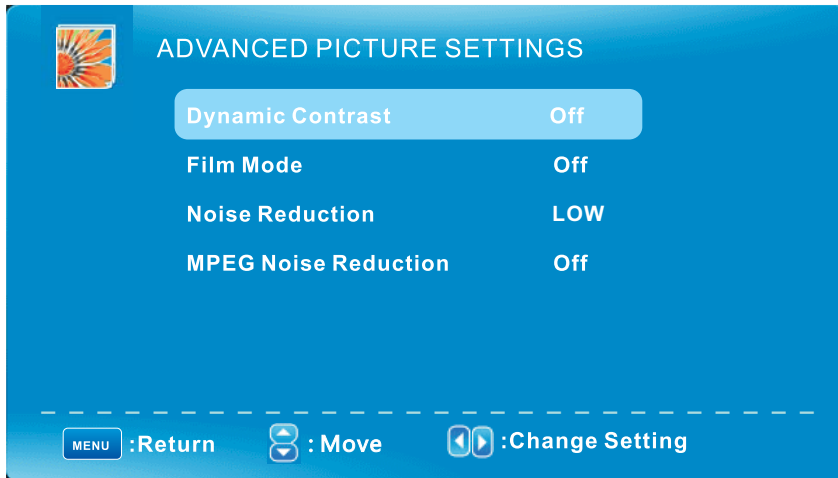 ADVANCED PICTURE SETTINGS
Dynamic Contrast Off
Film Mode Off
Noise Reduction LOW
MPEG Noise Reduction Off
MENU :Return : Move :Change Setting